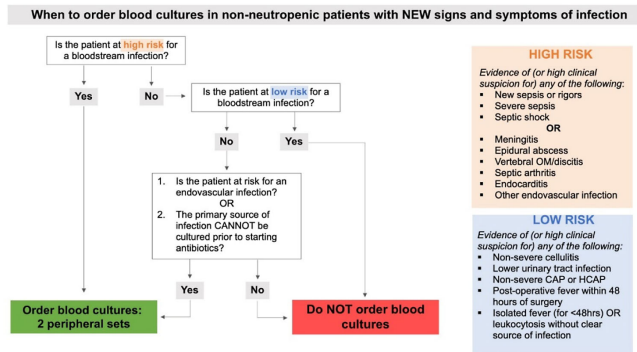 When to order blood cultures in non-neutropenic patients with NEW signs and symptoms of infection
Is the patient at high risk for
a bloodstream infection?
Yes
No
Is the patient at low risk for a
bloodstream infection?
No
Yes
1. Is the patient at risk for an
endovascular infection?
OR
2. The primary source of
infection CANNOT be
cultured prior to starting
antibiotics?
Yes
No
Order blood cultures:
2 peripheral sets
Do NOT order blood
cultures
HIGH RISK
Evidence of (or high clinical
suspicion for) any of the following:
▪ New sepsis or rigors
▪ Severe sepsis
▪ Septic shock
OR
▪ Meningitis
▪ Epidural abscess
▪ Vertebral OM/discitis
▪ Septic arthritis
▪ Endocarditis
▪ Other endovascular infection
LOW RISK
Evidence of (or high clinical
suspicion for) any of the following:
▪ Non-severe cellulitis
▪ Lower urinary tract infection
▪ Non-severe CAP or HCAP
▪ Post-operative fever within 48
hours of surgery
▪ Isolated fever (for <48hrs) OR
leukocytosis without clear
source of infection